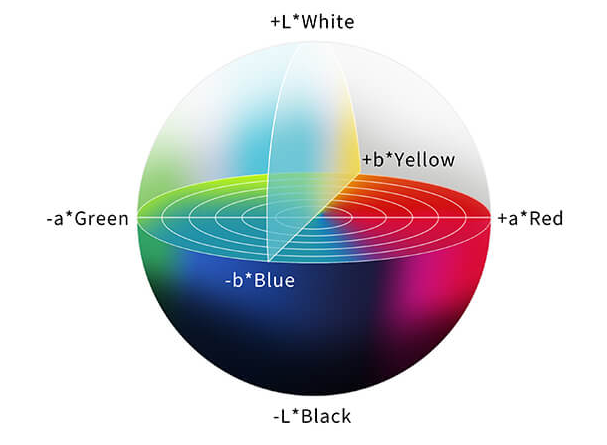 +L*White
+b*Yellow
-a*Green
+a*Red
-b*Blue
-L*Black